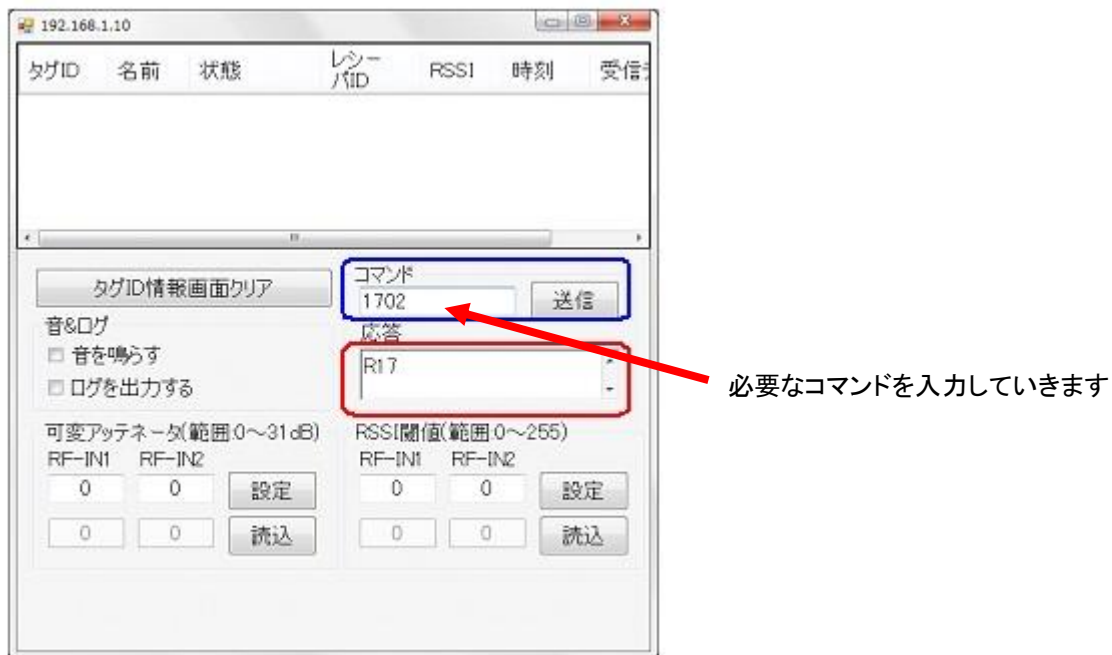 192.168.1.10
タグID 名前 状態 レシーバID RSSI 時刻 受信
タグID情報画面クリア
コマンド
1702 送信
音&ログ
音を鳴らす
ログを出力する
応答
R17
必要なコマンドを入力していきます
可変アッテネータ(範囲:0～31dB)
RF-IN1 RF-IN2
0 0 設定
0 0 読込
RSSI閾値(範囲:0～255)
RF-IN1 RF-IN2
0 0 設定
0 0 読込